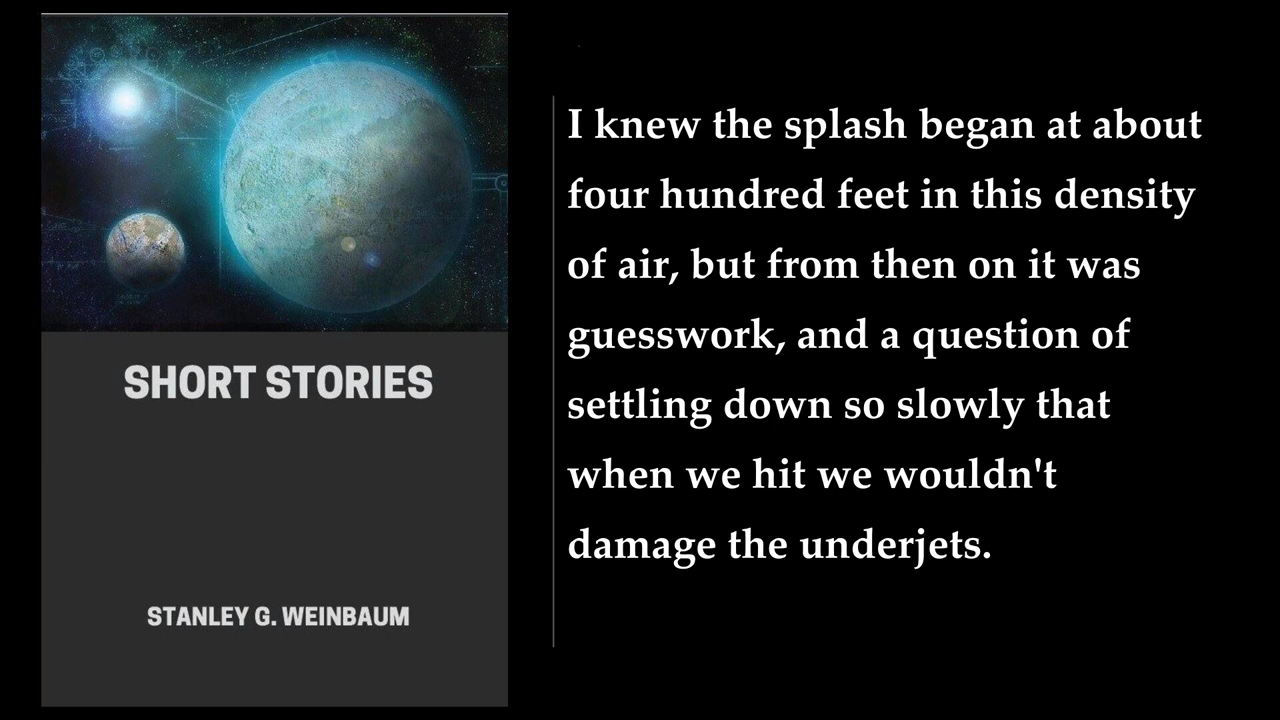 SHORT STORIES
STANLEY G. WEINBAUM
I knew the splash began at about
four hundred feet in this density
of air, but from then on it was
guesswork, and a question of
settling down so slowly that
when we hit we wouldn't
damage the underjets.